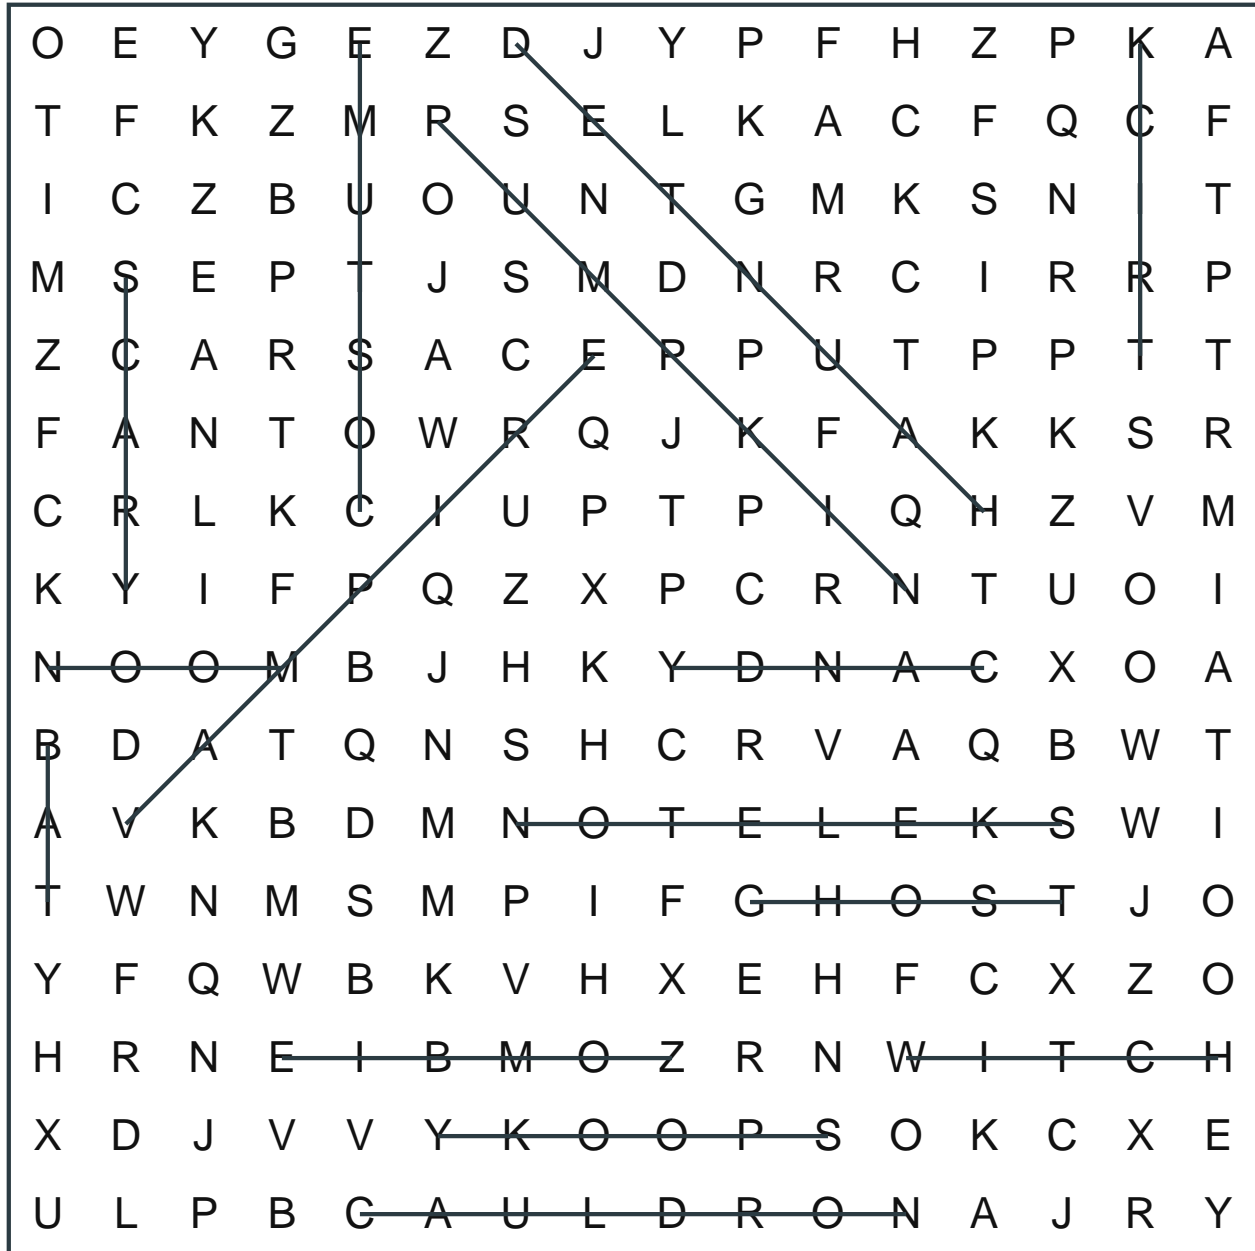 O E Y G E Z D J Y P F H Z P K A
T F K Z M R S E L K A C F Q C F
I C Z B U O U N T G M K S N I T
M S E P T J S M D N R C I R R P
Z C A R S A C E P P U T P P T T
F A N T O W R Q J K F A K K S R
C R L K C I U P T P I Q H Z V M
K Y I F P Q Z X P C R N T U O I
N O O M B J H K Y D N A C X O A
B D A T Q N S H C R V A Q B W T
A V K B D M N O T E L E K S W I
T W N M S M P I F G H O S T J O
Y F Q W B K V H X E H F C X Z O
H R N E I B M O Z R N W I T C H
X D J V V Y K O O P S O K C X E
U L P B C A U L D R O N A J R Y